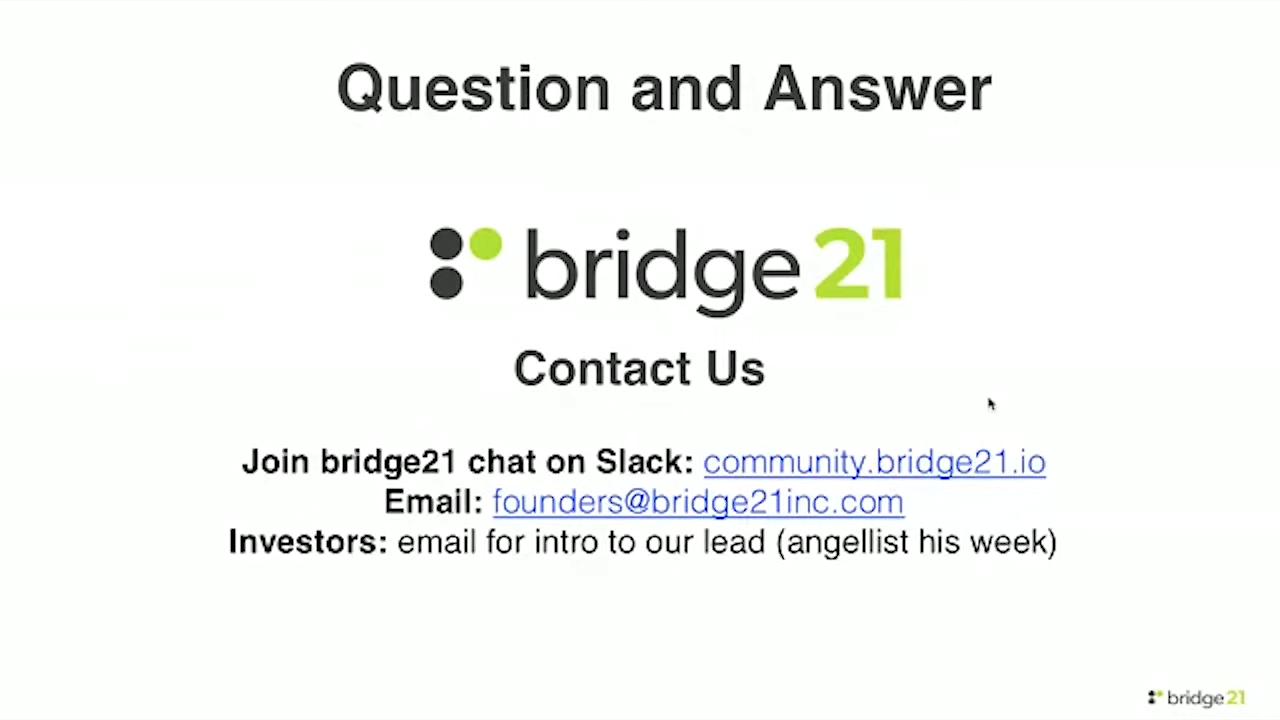 Question and Answer
bridge21
Contact Us
Join bridge21 chat on Slack: community.bridge21.io
Email: founders@bridge21inc.com
Investors: email for intro to our lead (angellist his week)
bridge21